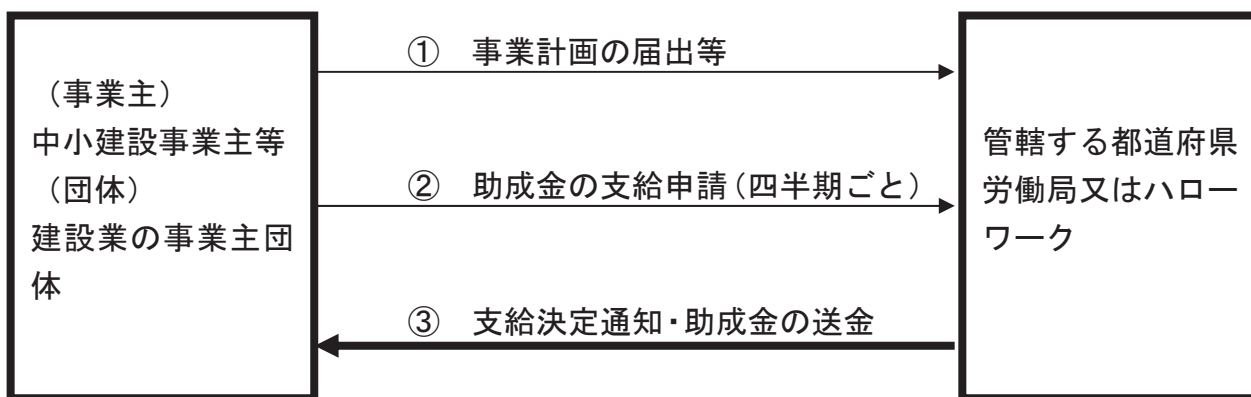 ① 事業計画の届出等
（事業主）
中小建設事業主等
（団体）
建設業の事業主団
体
② 助成金の支給申請（四半期ごと）
管轄する都道府県
労働局又はハロー
ワーク
③ 支給決定通知・助成金の送金